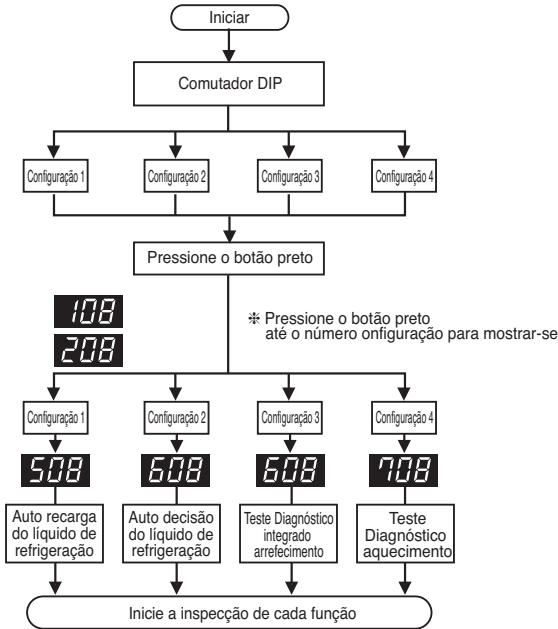 Iniciar
Comutador DIP
Configuração 1
Configuração 2
Configuração 3
Configuração 4
Pressione o botão preto
108
208
❇ Pressione o botão preto
até o número onfiguração para mostrar-se
Configuração 1
Configuração 2
Configuração 3
Configuração 4
508
608
608
708
Auto recarga
do líquido de
refrigeração
Auto decisão
do líquido de
refrigeração
Teste Diagnóstico
integrado
arrefecimento
Teste
Diagnóstico
aquecimento
Inicie a inspecção de cada função